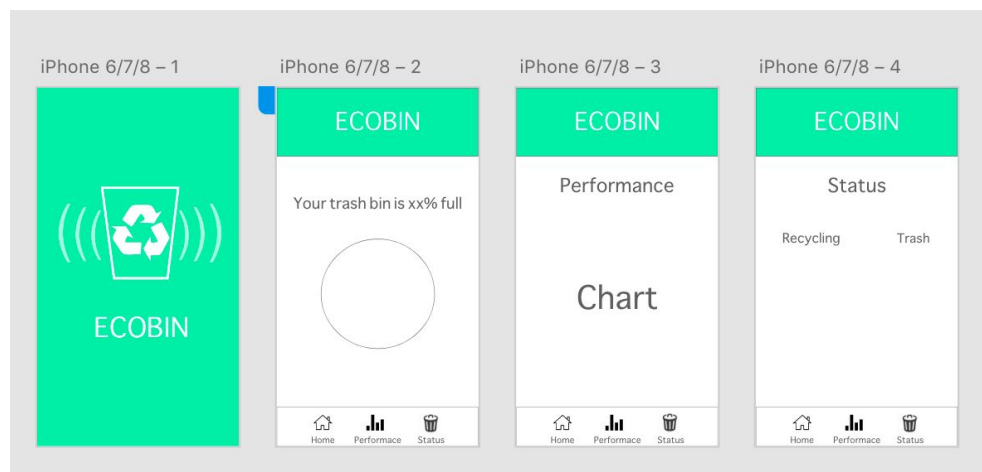 iPhone 6/7/8 – 1
ECOBIN
iPhone 6/7/8 – 2
ECOBIN
Your trash bin is xx% full
Home Performace Status
iPhone 6/7/8 – 3
ECOBIN
Performance
Chart
Home Performace Status
iPhone 6/7/8 – 4
ECOBIN
Status
Recycling Trash
Home Performace Status